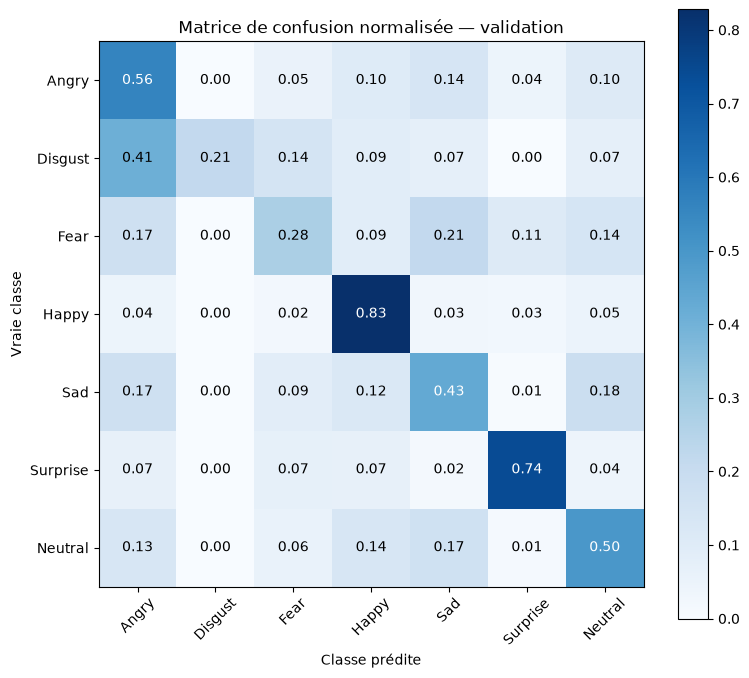 Matrice de confusion normalisée — validation
Angry 0.56 0.00 0.05 0.10 0.14 0.04 0.10
Disgust 0.41 0.21 0.14 0.09 0.07 0.00 0.07
Fear 0.17 0.00 0.28 0.09 0.21 0.11 0.14
Happy 0.04 0.00 0.02 0.83 0.03 0.03 0.05
Sad 0.17 0.00 0.09 0.12 0.43 0.01 0.18
Surprise 0.07 0.00 0.07 0.07 0.02 0.74 0.04
Neutral 0.13 0.00 0.06 0.14 0.17 0.01 0.50
Angry Disgust Fear Happy Sad Surprise Neutral
Classe prédite
Vraie classe
0.8
0.7
0.6
0.5
0.4
0.3
0.2
0.1
0.0